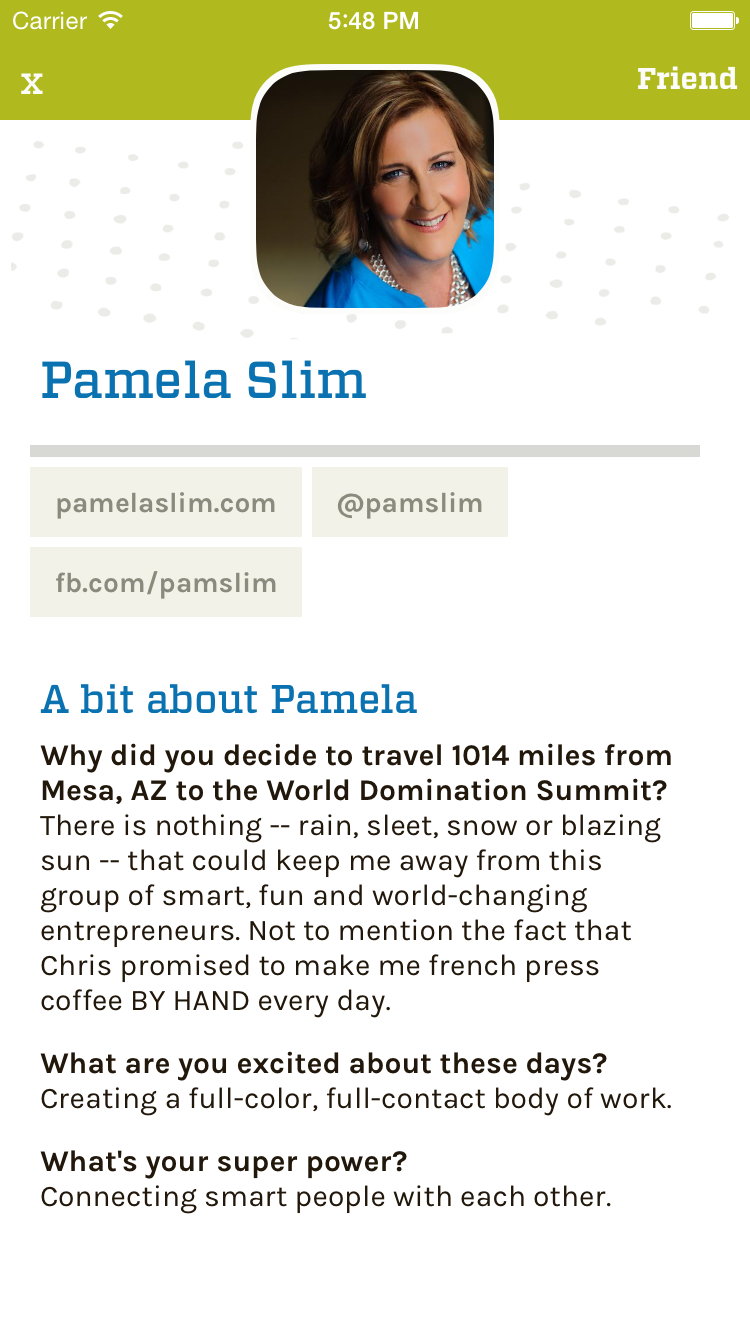 Carrier 5:48 PM
x Friend
Pamela Slim
pamelaslim.com @pamslim
fb.com/pamslim
A bit about Pamela
Why did you decide to travel 1014 miles from
Mesa, AZ to the World Domination Summit?
There is nothing -- rain, sleet, snow or blazing
sun -- that could keep me away from this
group of smart, fun and world-changing
entrepreneurs. Not to mention the fact that
Chris promised to make me french press
coffee BY HAND every day.
What are you excited about these days?
Creating a full-color, full-contact body of work.
What's your super power?
Connecting smart people with each other.